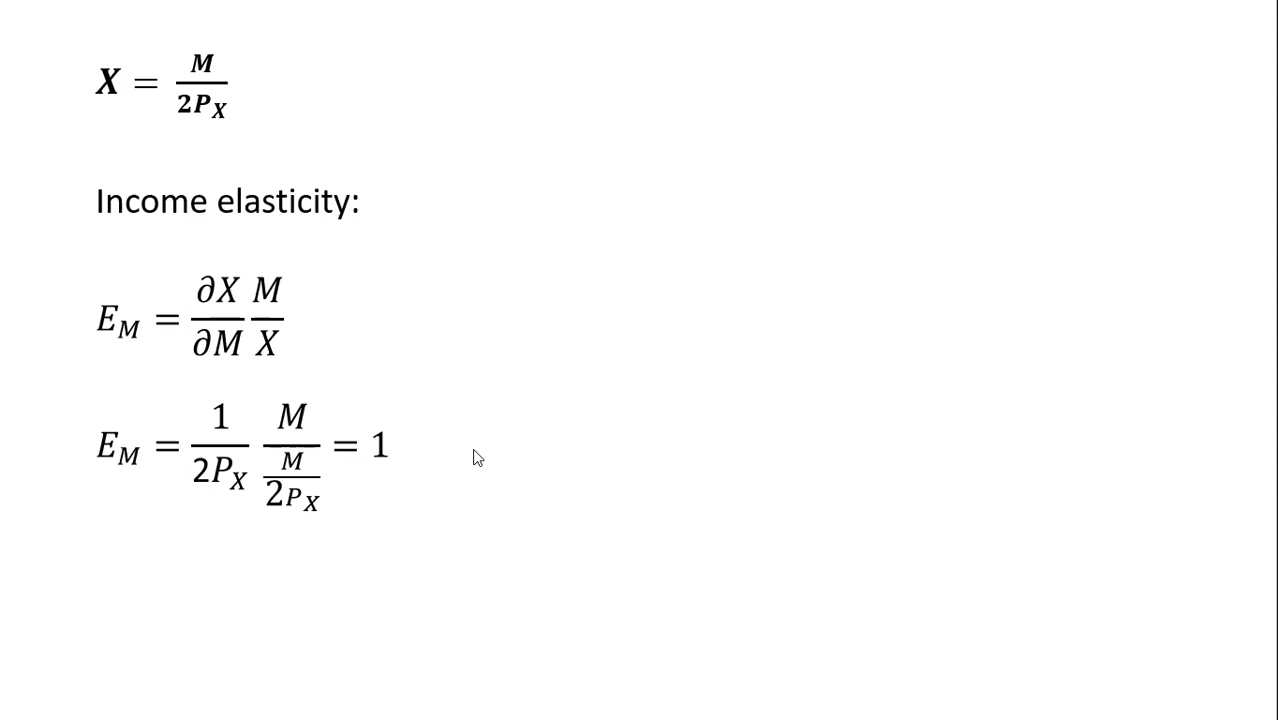 X = M / 2P_X
Income elasticity:
E_M = ∂X/∂M M/X
E_M = 1/2P_X M/(M/2P_X) = 1